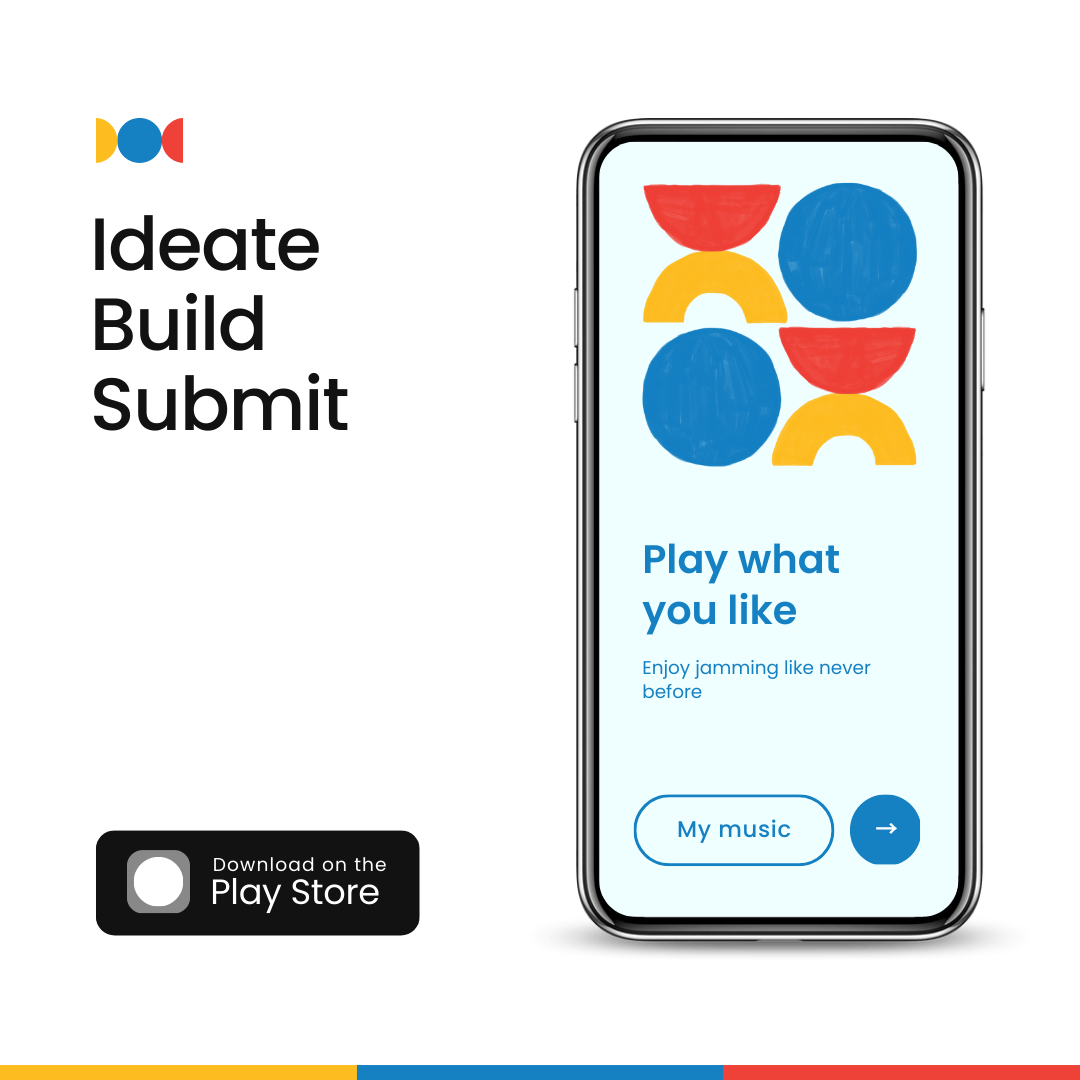 Ideate
Build
Submit
Download on the
Play Store
Play what
you like
Enjoy jamming like never
before
My music
→